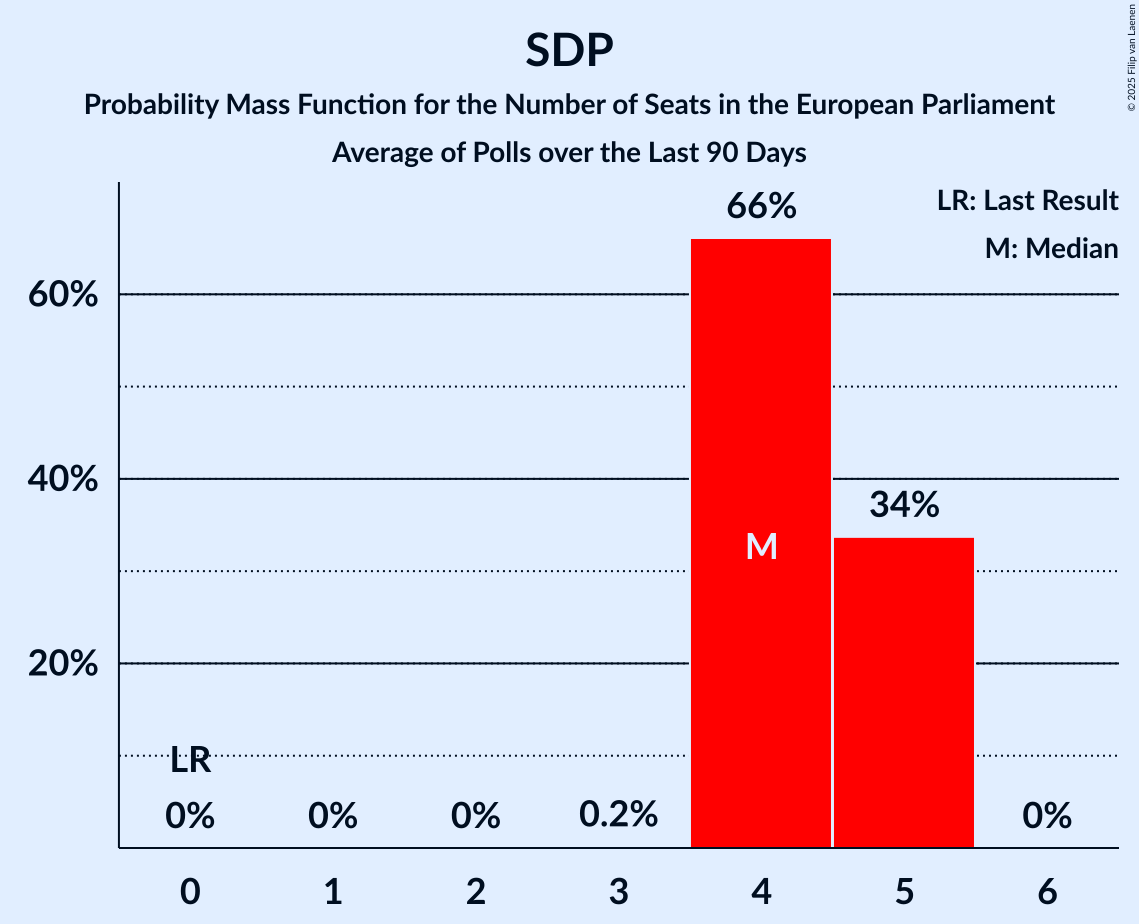 SDP
Probability Mass Function for the Number of Seats in the European Parliament
Average of Polls over the Last 90 Days
© 2025 Filip van Laenen
LR: Last Result
M: Median
66%
60%
40%
34%
M
20%
LR
0%
0%
0%
0.2%
0%
0
1
2
3
4
5
6